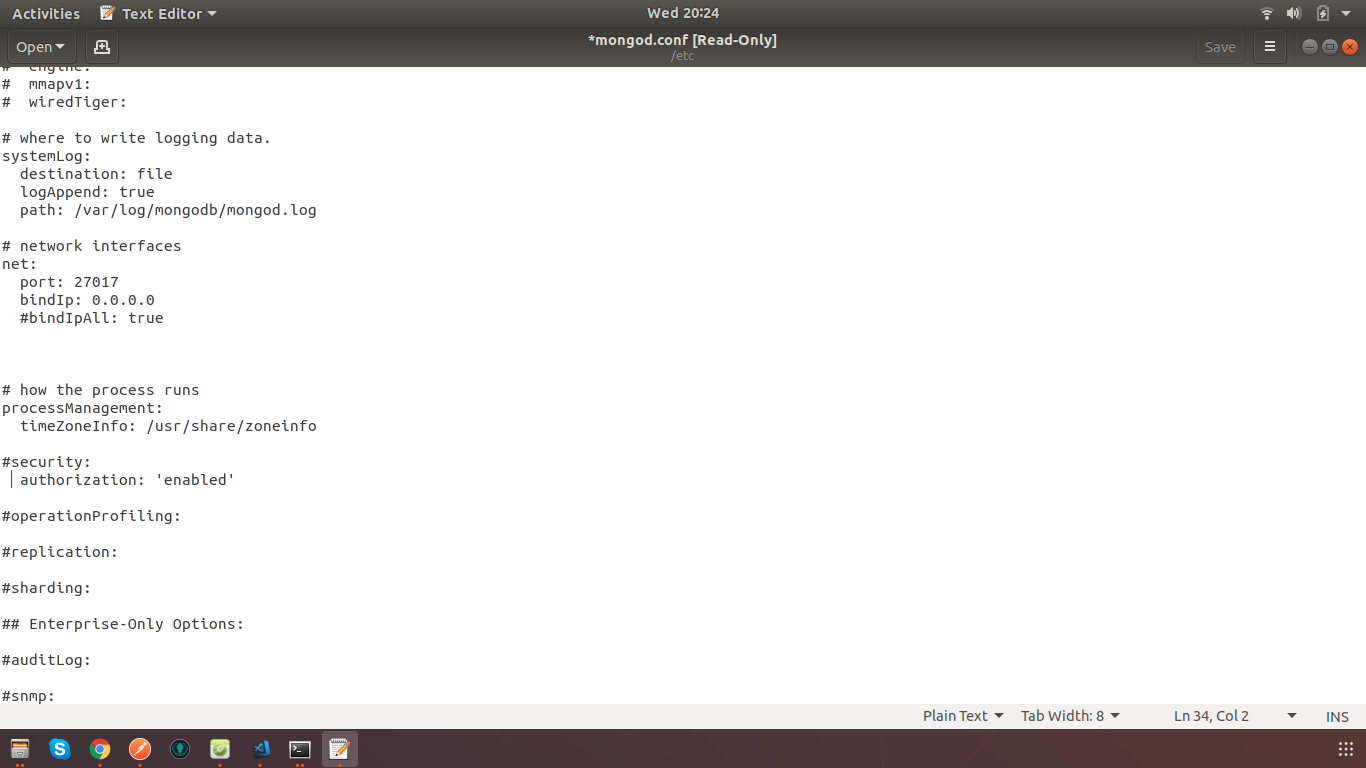 Activities Text Editor Wed 20:24
Open *mongod.conf [Read-Only] Save
/etc
# engine:
# mmapv1:
# wiredTiger:
# where to write logging data.
systemLog:
destination: file
logAppend: true
path: /var/log/mongodb/mongod.log
# network interfaces
net:
port: 27017
bindIp: 0.0.0.0
#bindIpAll: true
# how the process runs
processManagement:
timeZoneInfo: /usr/share/zoneinfo
#security:
authorization: 'enabled'
#operationProfiling:
#replication:
#sharding:
## Enterprise-Only Options:
#auditLog:
#snmp:
Plain Text Tab Width: 8 Ln 34, Col 2 INS